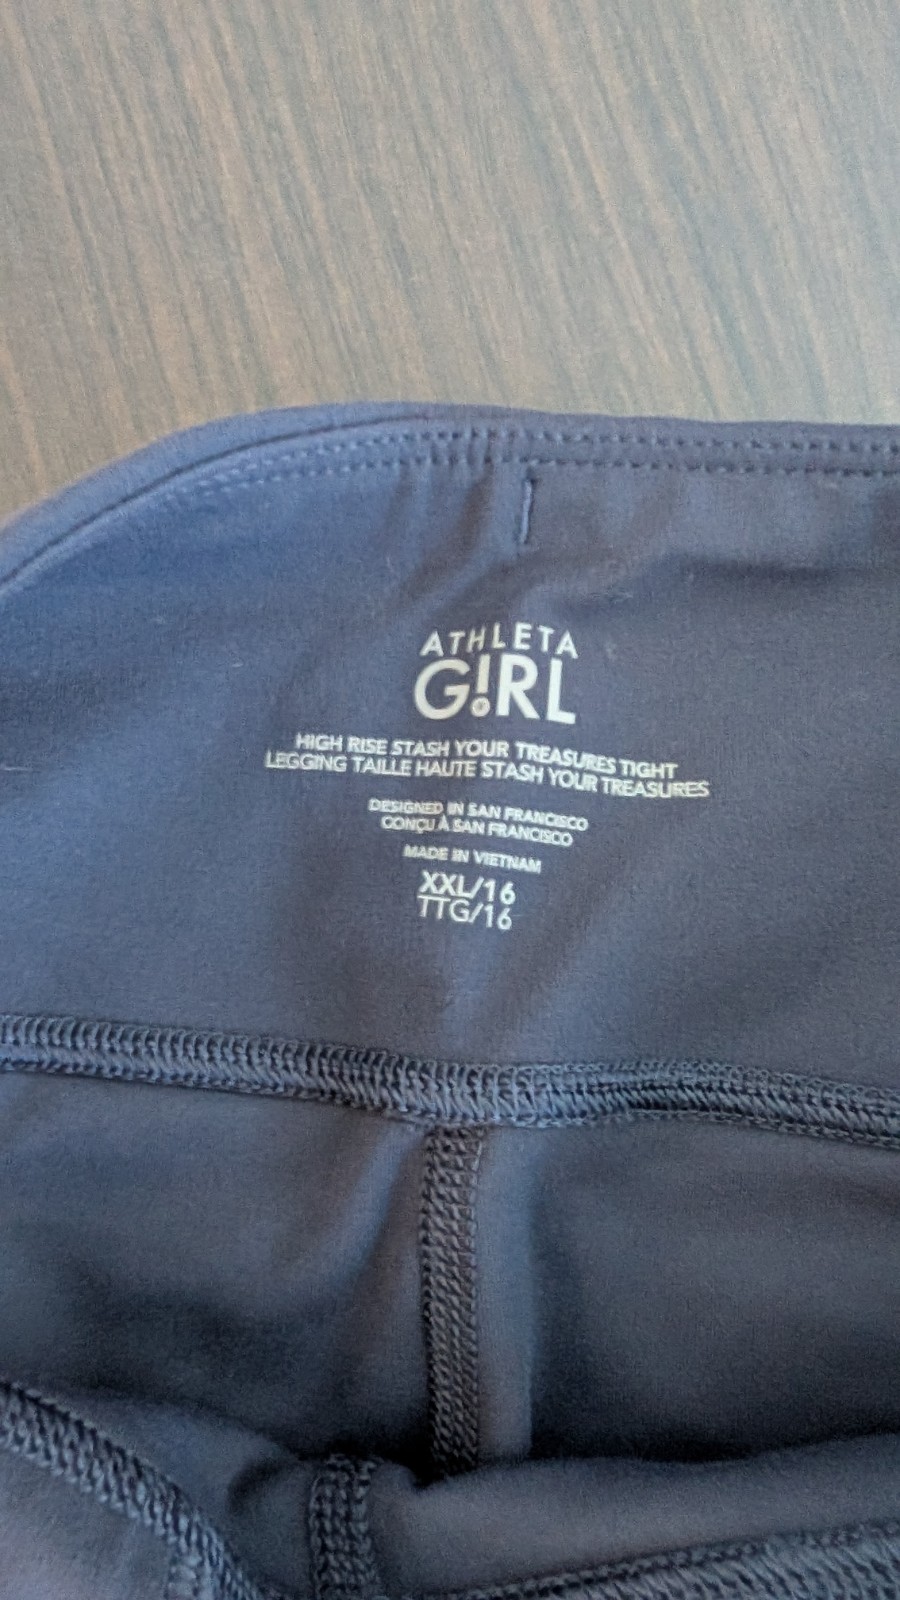 ATHLETA
G!RL
HIGH RISE STASH YOUR TREASURES TIGHT
LEGGING TAILLE HAUTE STASH YOUR TREASURES
DESIGNED IN SAN FRANCISCO
CONÇU À SAN FRANCISCO
MADE IN VIETNAM
XXL/16
TTG/16